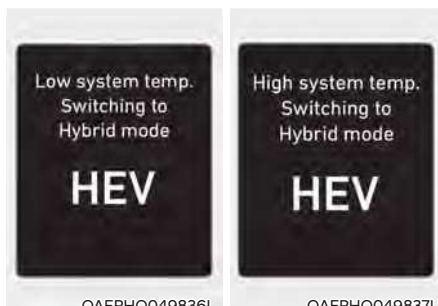 Low system temp.
Switching to
Hybrid mode
HEV
High system temp.
Switching to
Hybrid mode
HEV